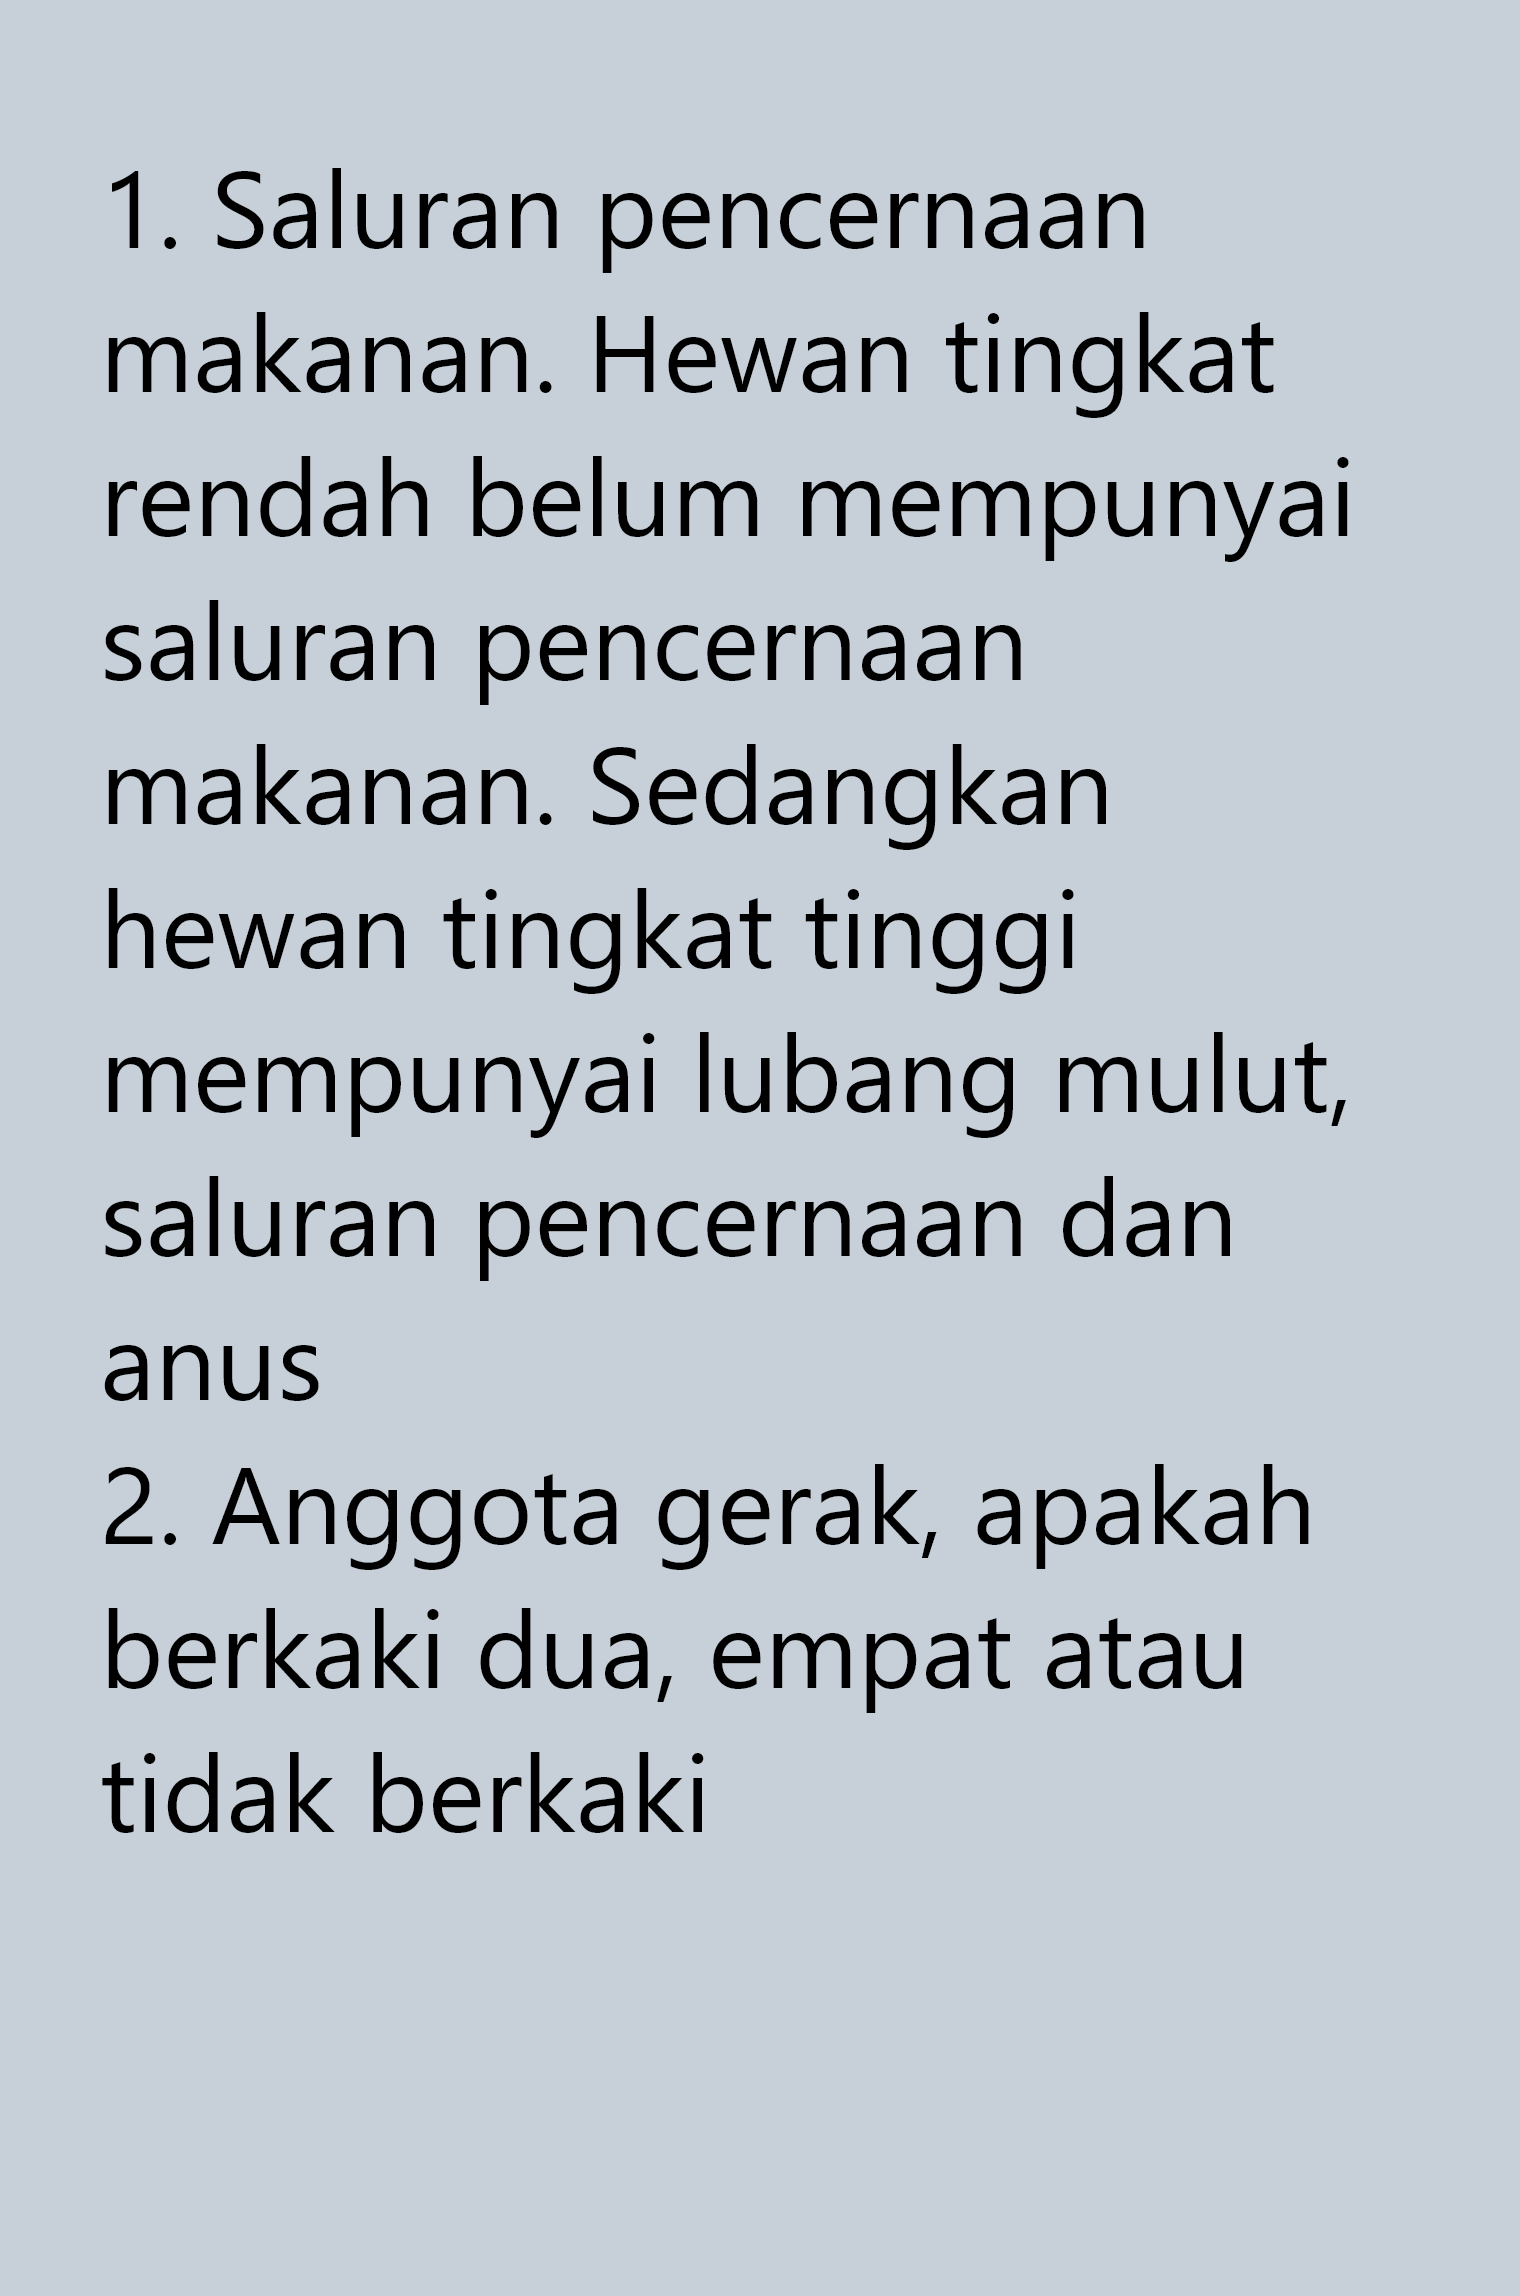 1. Saluran pencernaan
makanan. Hewan tingkat
rendah belum mempunyai
saluran pencernaan
makanan. Sedangkan
hewan tingkat tinggi
mempunyai lubang mulut,
saluran pencernaan dan
anus
2. Anggota gerak, apakah
berkaki dua, empat atau
tidak berkaki